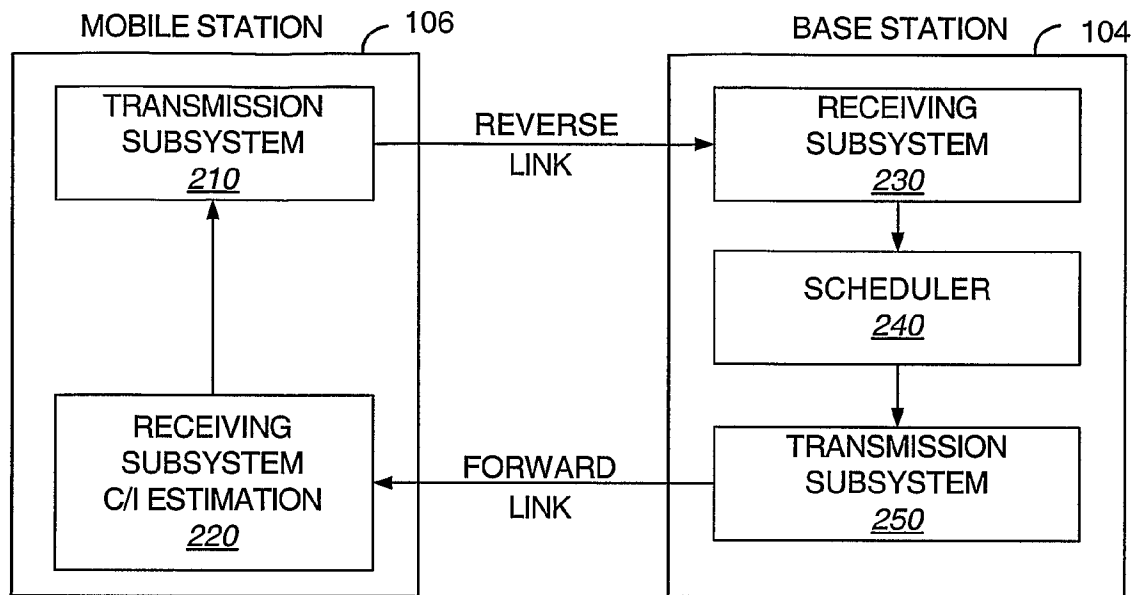 MOBILE STATION
106
TRANSMISSION
SUBSYSTEM
210
RECEIVING
SUBSYSTEM
C/I ESTIMATION
220
REVERSE
LINK
FORWARD
LINK
BASE STATION
104
RECEIVING
SUBSYSTEM
230
SCHEDULER
240
TRANSMISSION
SUBSYSTEM
250